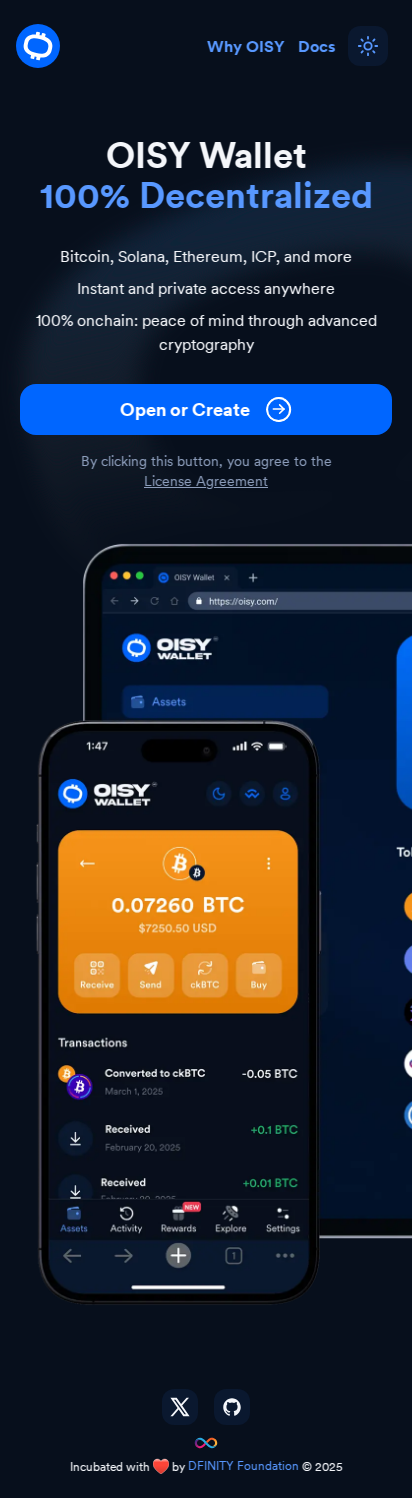 Why OISY Docs
OISY Wallet
100% Decentralized
Bitcoin, Solana, Ethereum, ICP, and more
Instant and private access anywhere
100% onchain: peace of mind through advanced
cryptography
Open or Create
By clicking this button, you agree to the
License Agreement
OISY Wallet
https://oisy.com/
OISY
WALLET
Assets
1:47
OISY
WALLET
0.07260 BTC
$7250.50 USD
Receive Send ckBTC Buy
Transactions
Converted to ckBTC -0.05 BTC
March 1, 2025
Received +0.1 BTC
February 20, 2025
Received +0.01 BTC
February 20, 2025
NEW
Assets Activity Rewards Explore Settings
1
Incubated with ❤️ by DFINITY Foundation © 2025